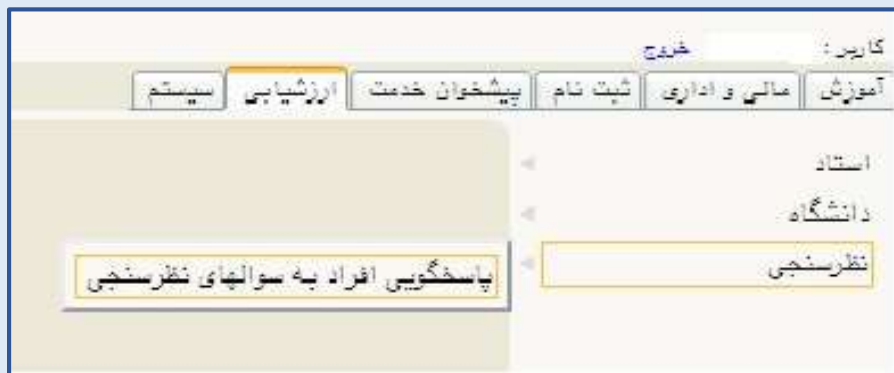 کاربر : خروج
آموزش مالی و اداری ثبت نام پیشخوان خدمت ارزشیابی سیستم
استاد
دانشگاه
نظرسنجی
پاسخگویی افراد به سوالهای نظرسنجی